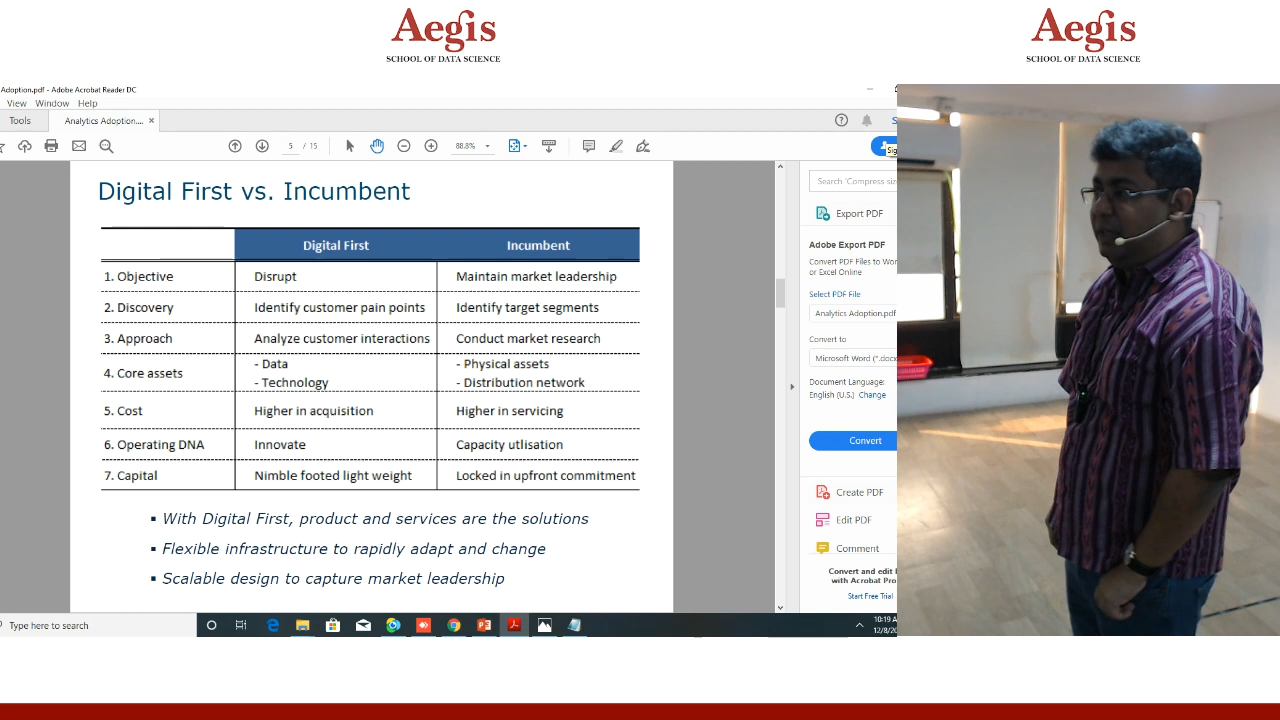 Aegis
SCHOOL OF DATA SCIENCE
Aegis
SCHOOL OF DATA SCIENCE
Adoption.pdf - Adobe Acrobat Reader DC
View Window Help
Tools
Analytics Adoption....
5 / 15
88.8%
Digital First vs. Incumbent
Digital First Incumbent
1. Objective Disrupt Maintain market leadership
2. Discovery Identify customer pain points Identify target segments
3. Approach Analyze customer interactions Conduct market research
4. Core assets
- Data - Physical assets
- Technology - Distribution network
5. Cost Higher in acquisition Higher in servicing
6. Operating DNA Innovate Capacity utlisation
7. Capital Nimble footed light weight Locked in upfront commitment
▪ With Digital First, product and services are the solutions
▪ Flexible infrastructure to rapidly adapt and change
▪ Scalable design to capture market leadership
Search 'Compress
Export PDF
Adobe Export PDF
Convert PDF Files to
or Excel Online
Select PDF File
Analytics Adoption.pdf
Convert to
Microsoft Word
Document Language:
English (U.S.) Change
Convert
Create PDF
Edit PDF
Comment
Convert and edit
with Acrobat
Start Free Trial
Type here to search
10:19